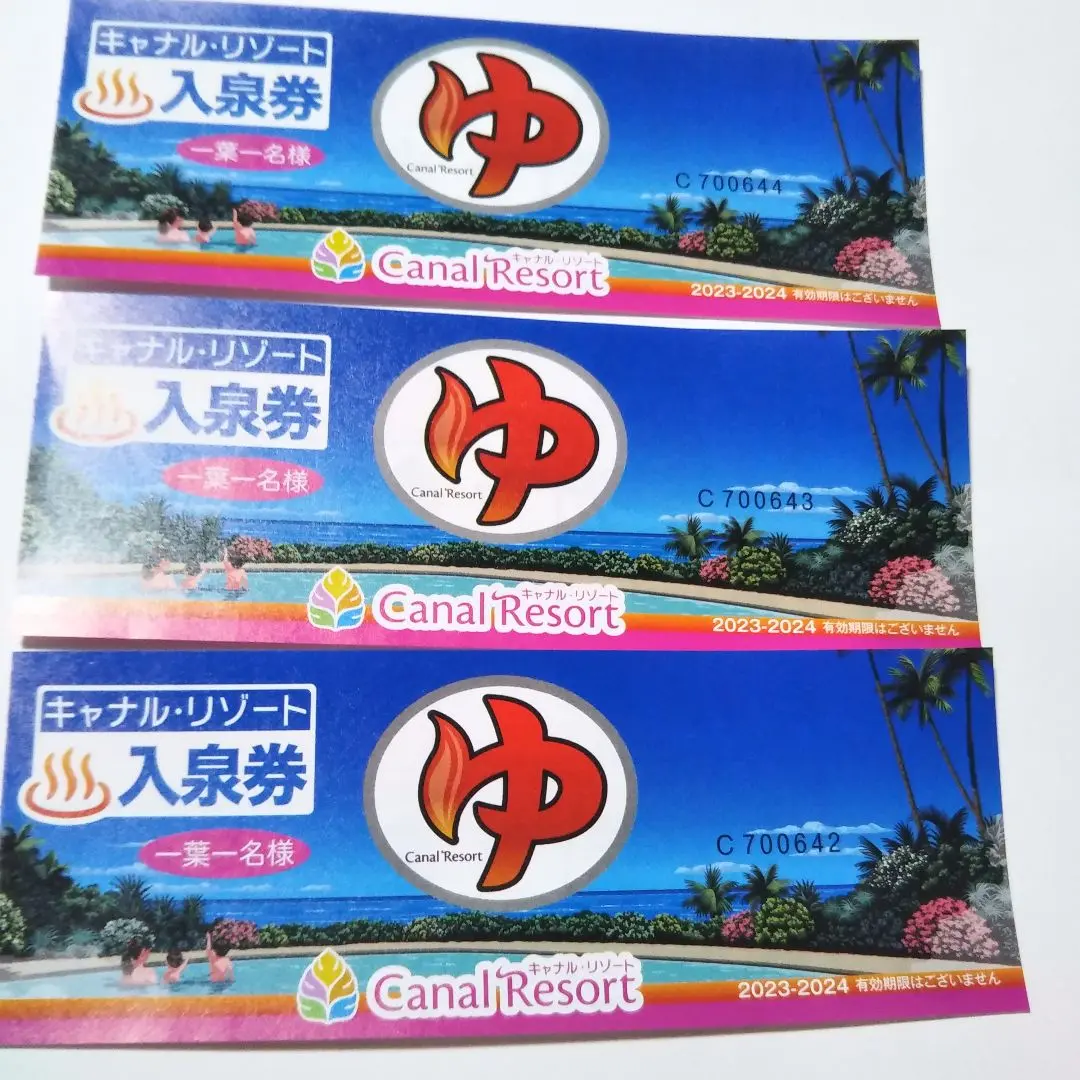 キャナル・リゾート
入泉券
一葉一名様
ゆ
Canal Resort
C 700644
キャナル・リゾート
Canal Resort
2023-2024 有効期限はございません
キャナル・リゾート
入泉券
一葉一名様
ゆ
Canal Resort
C 700643
キャナル・リゾート
Canal Resort
2023-2024 有効期限はございません
キャナル・リゾート
入泉券
一葉一名様
ゆ
Canal Resort
C 700642
キャナル・リゾート
Canal Resort
2023-2024 有効期限はございません